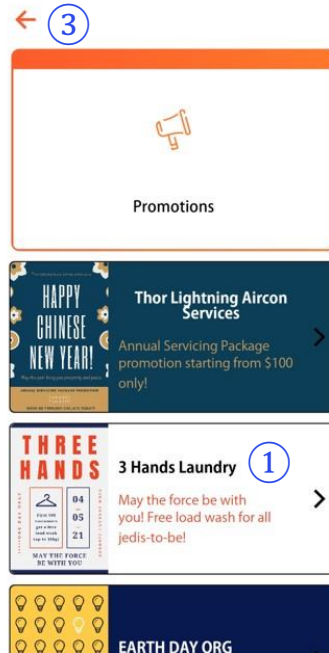 ③
Promotions
HAPPY
CHINESE
NEW YEAR!
Thor Lightning Aircon
Services
Annual Servicing Package
promotion starting from $100
only!
THREE
HANDS
04
05
21
MAY THE FORCE
BE WITH YOU
3 Hands Laundry ①
May the force be with
you! Free load wash for all
jedis-to-be!
EARTH DAY ORG